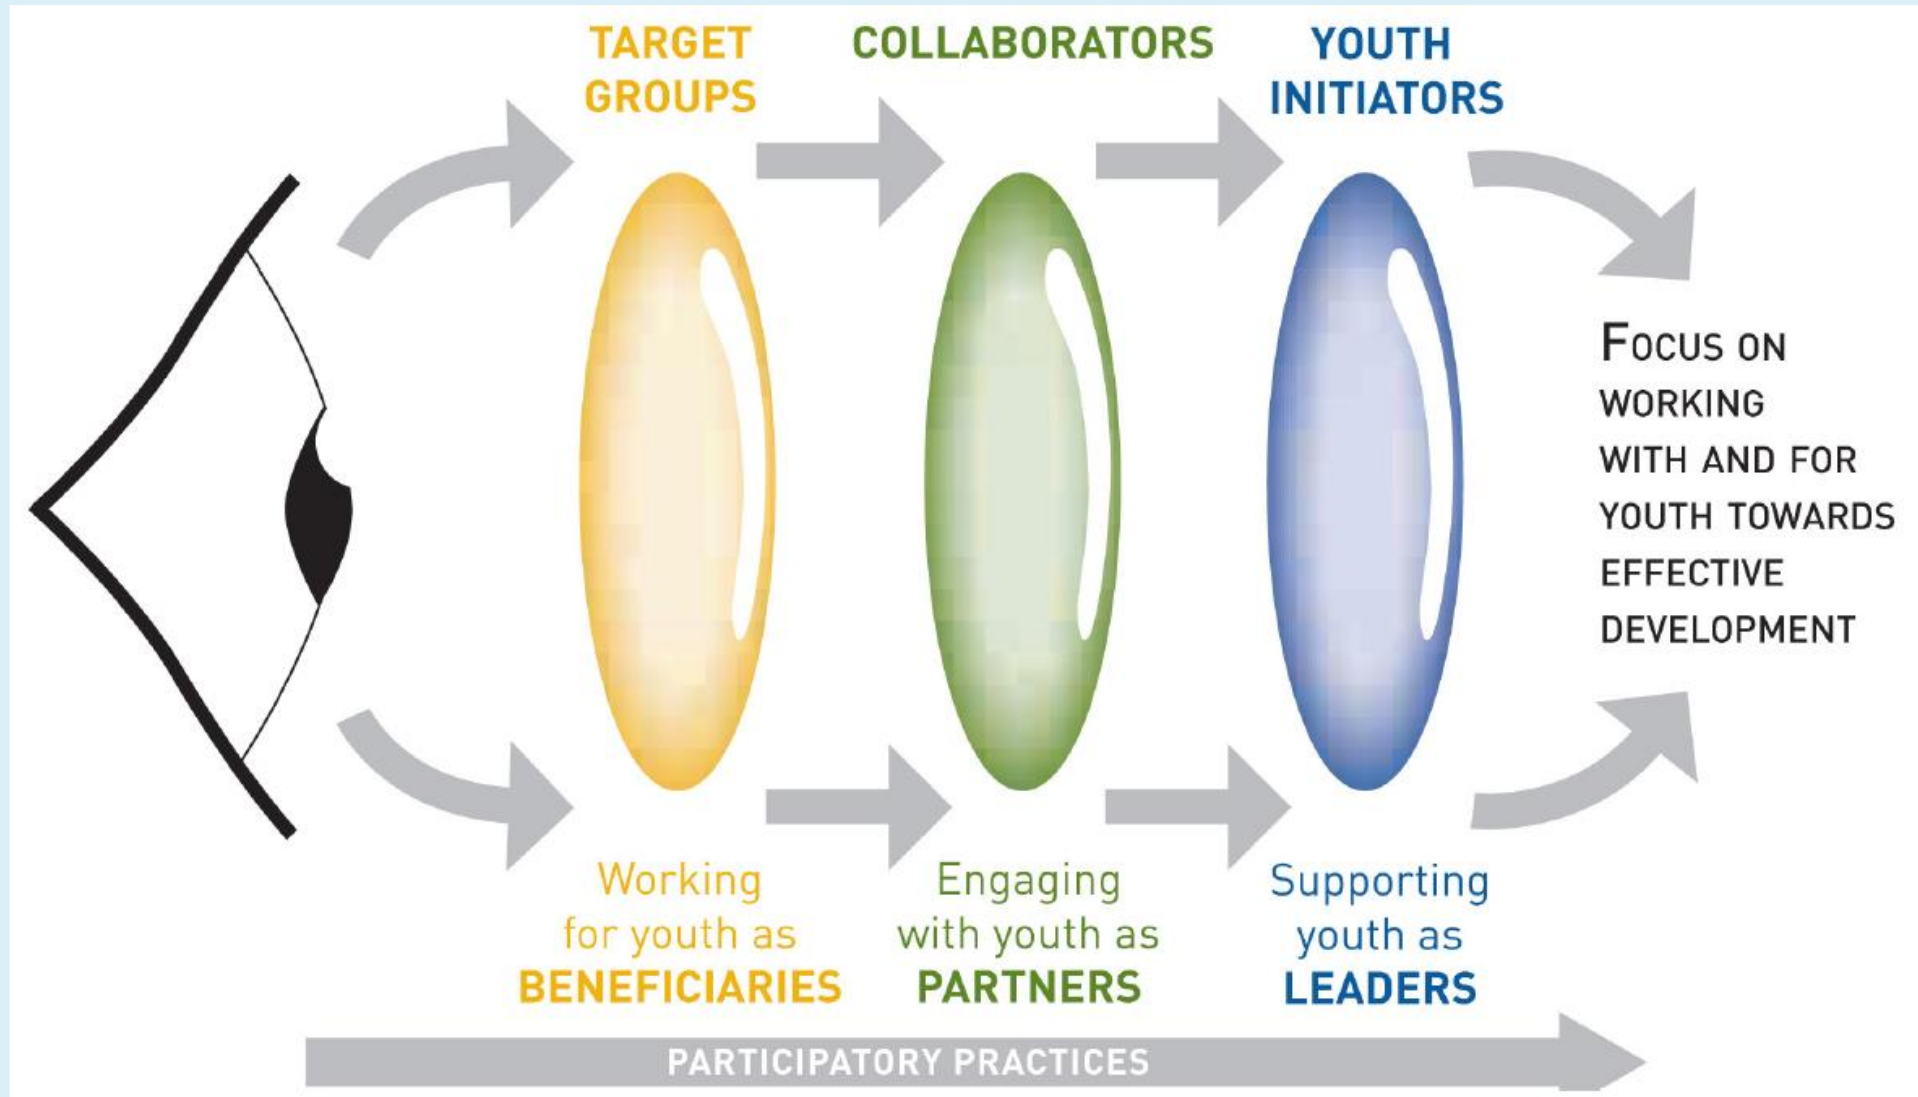 TARGET
GROUPS
COLLABORATORS
YOUTH
INITIATORS
FOCUS ON
WORKING
WITH AND FOR
YOUTH TOWARDS
EFFECTIVE
DEVELOPMENT
Working
for youth as
BENEFICIARIES
Engaging
with youth as
PARTNERS
Supporting
youth as
LEADERS
PARTICIPATORY PRACTICES